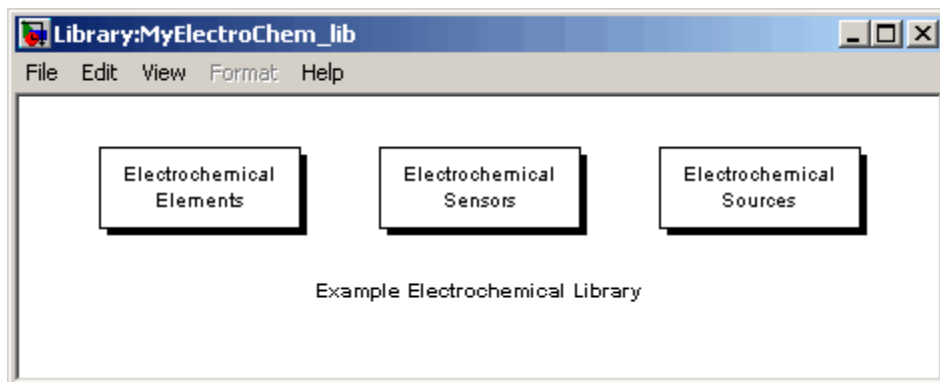 Library:MyElectroChem_lib
File Edit View Format Help
Electrochemical
Elements
Electrochemical
Sensors
Electrochemical
Sources
Example Electrochemical Library